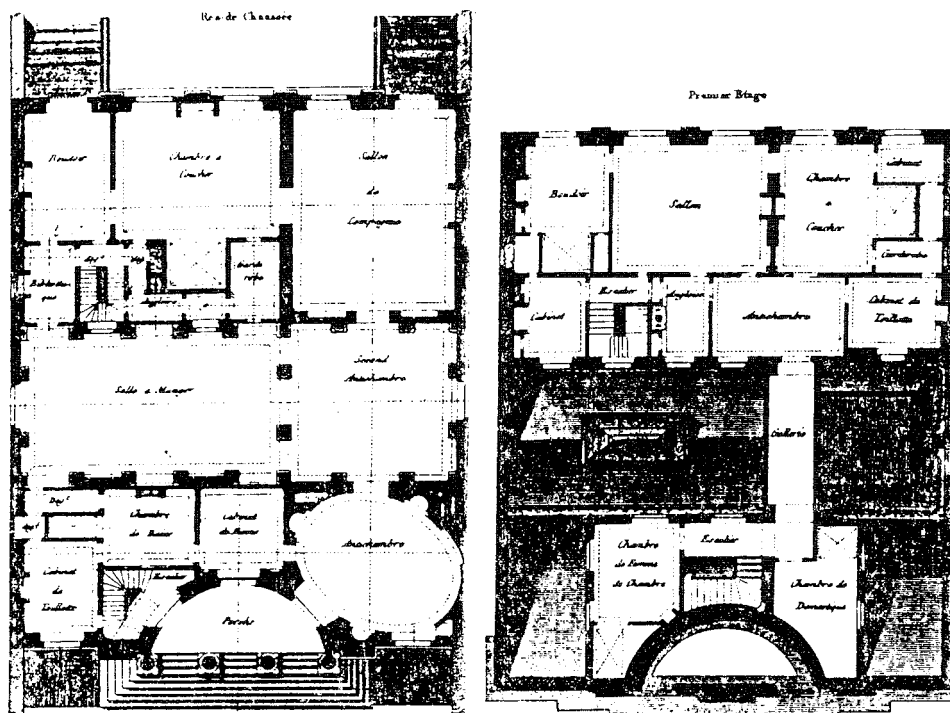 Rez de Chaussée
Boudoir
Chambre a
Coucher
Sallon
de
Compagnie
Garde
robe
Salle a Manger
Second
Antichambre
Chambre
de Bains
Cabinet
de Bains
Antichambre
Cabinet
de
Toilette
Escalier
Porche
Premier Etage
Boudoir
Sallon
Chambre
a
Coucher
Cabinet
Garderobe
Cabinet
Escalier
Antichambre
Cabinet de
Toilette
Gallerie
Chambre
de Femme
de Chambre
Escalier
Chambre de
Domestique